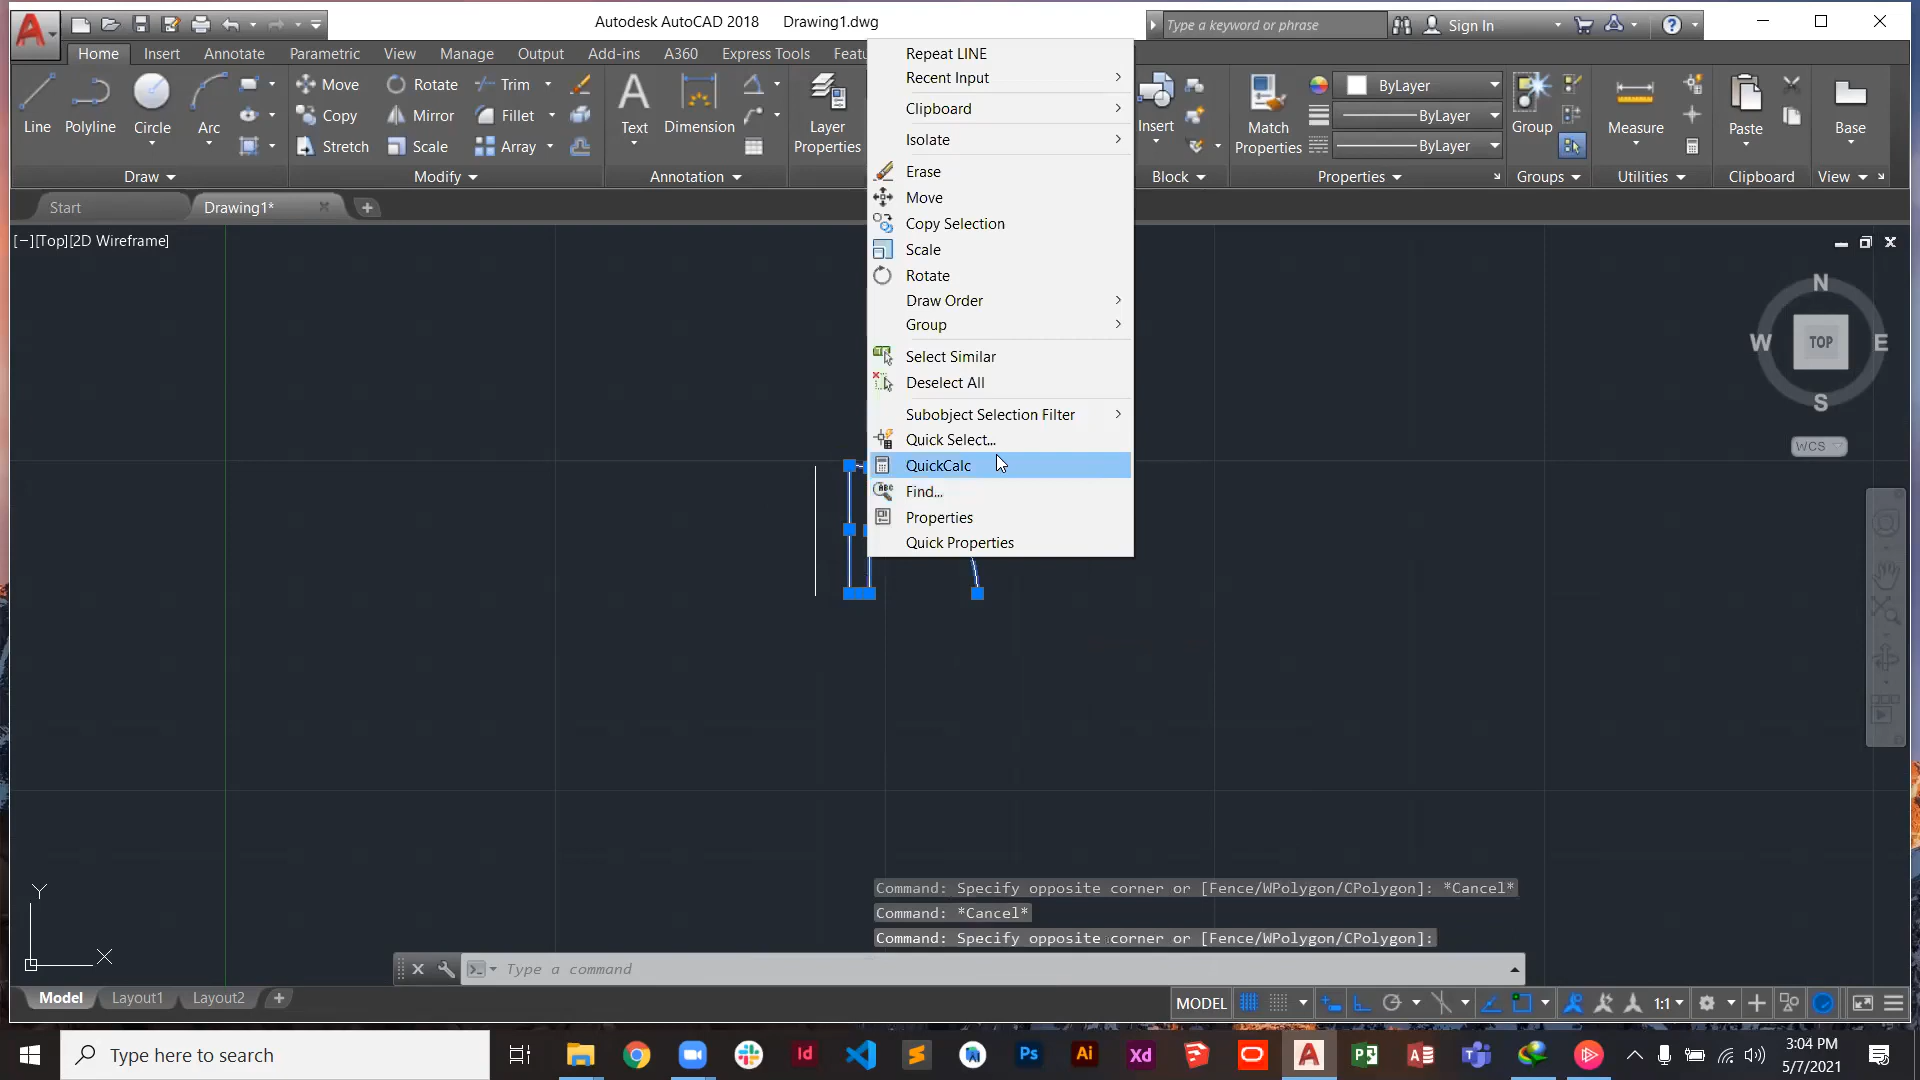 Autodesk AutoCAD 2018 Drawing1.dwg
Type a keyword or phrase
Sign In
Home Insert Annotate Parametric View Manage Output Add-ins A360 Express Tools Featu
Line Polyline Circle Arc
Move Rotate Trim
Copy Mirror Fillet
Stretch Scale Array
Text Dimension
Layer
Properties
Insert
Match
Properties
ByLayer
ByLayer
ByLayer
Group
Measure
Paste
Base
Draw Modify Annotation Block Properties Groups Utilities Clipboard View
Start Drawing1*
[−][Top][2D Wireframe]
Repeat LINE
Recent Input
Clipboard
Isolate
Erase
Move
Copy Selection
Scale
Rotate
Draw Order
Group
Select Similar
Deselect All
Subobject Selection Filter
Quick Select...
QuickCalc
Find...
Properties
Quick Properties
N
W TOP E
S
WCS
Y
X
Command: Specify opposite corner or [Fence/WPolygon/CPolygon]: *Cancel*
Command: *Cancel*
Command: Specify opposite corner or [Fence/WPolygon/CPolygon]:
Type a command
Model Layout1 Layout2
MODEL 1:1
Type here to search
Id Ps Ai Xd
3:04 PM
5/7/2021